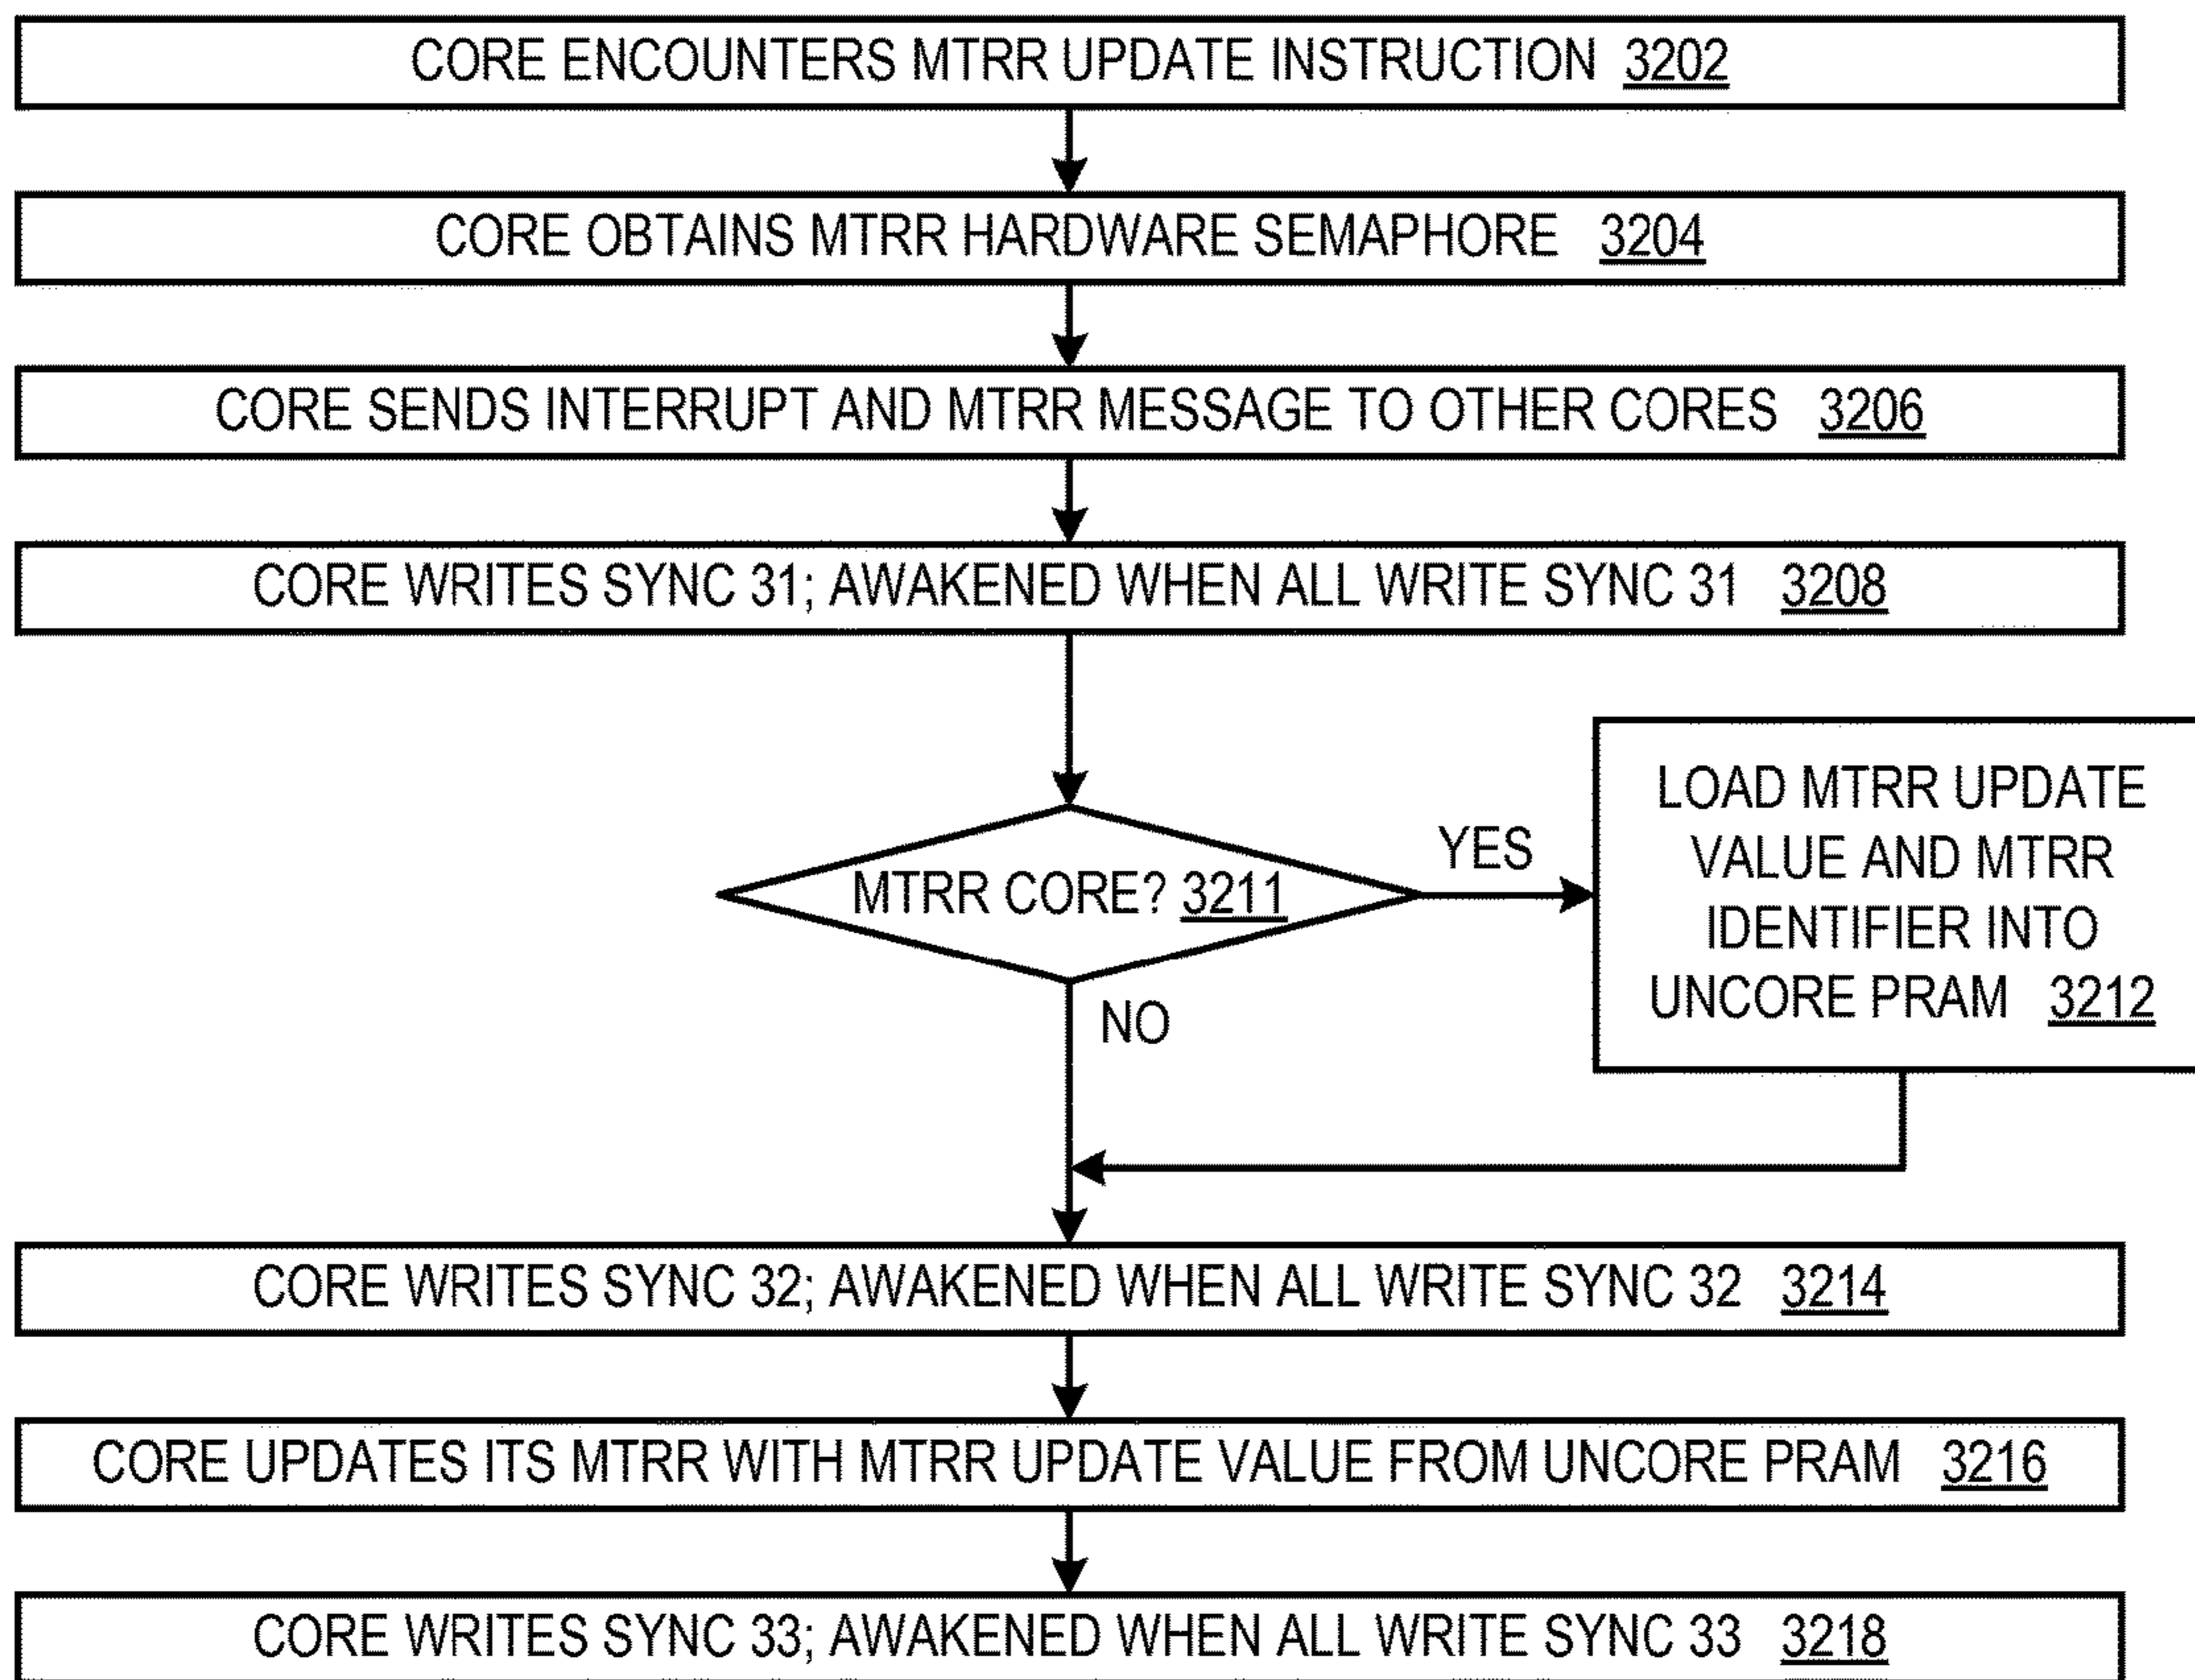 CORE ENCOUNTERS MTRR UPDATE INSTRUCTION 3202
CORE OBTAINS MTRR HARDWARE SEMAPHORE 3204
CORE SENDS INTERRUPT AND MTRR MESSAGE TO OTHER CORES 3206
CORE WRITES SYNC 31; AWAKENED WHEN ALL WRITE SYNC 31 3208
MTRR CORE? 3211
YES
LOAD MTRR UPDATE
VALUE AND MTRR
IDENTIFIER INTO
UNCORE PRAM 3212
NO
CORE WRITES SYNC 32; AWAKENED WHEN ALL WRITE SYNC 32 3214
CORE UPDATES ITS MTRR WITH MTRR UPDATE VALUE FROM UNCORE PRAM 3216
CORE WRITES SYNC 33; AWAKENED WHEN ALL WRITE SYNC 33 3218